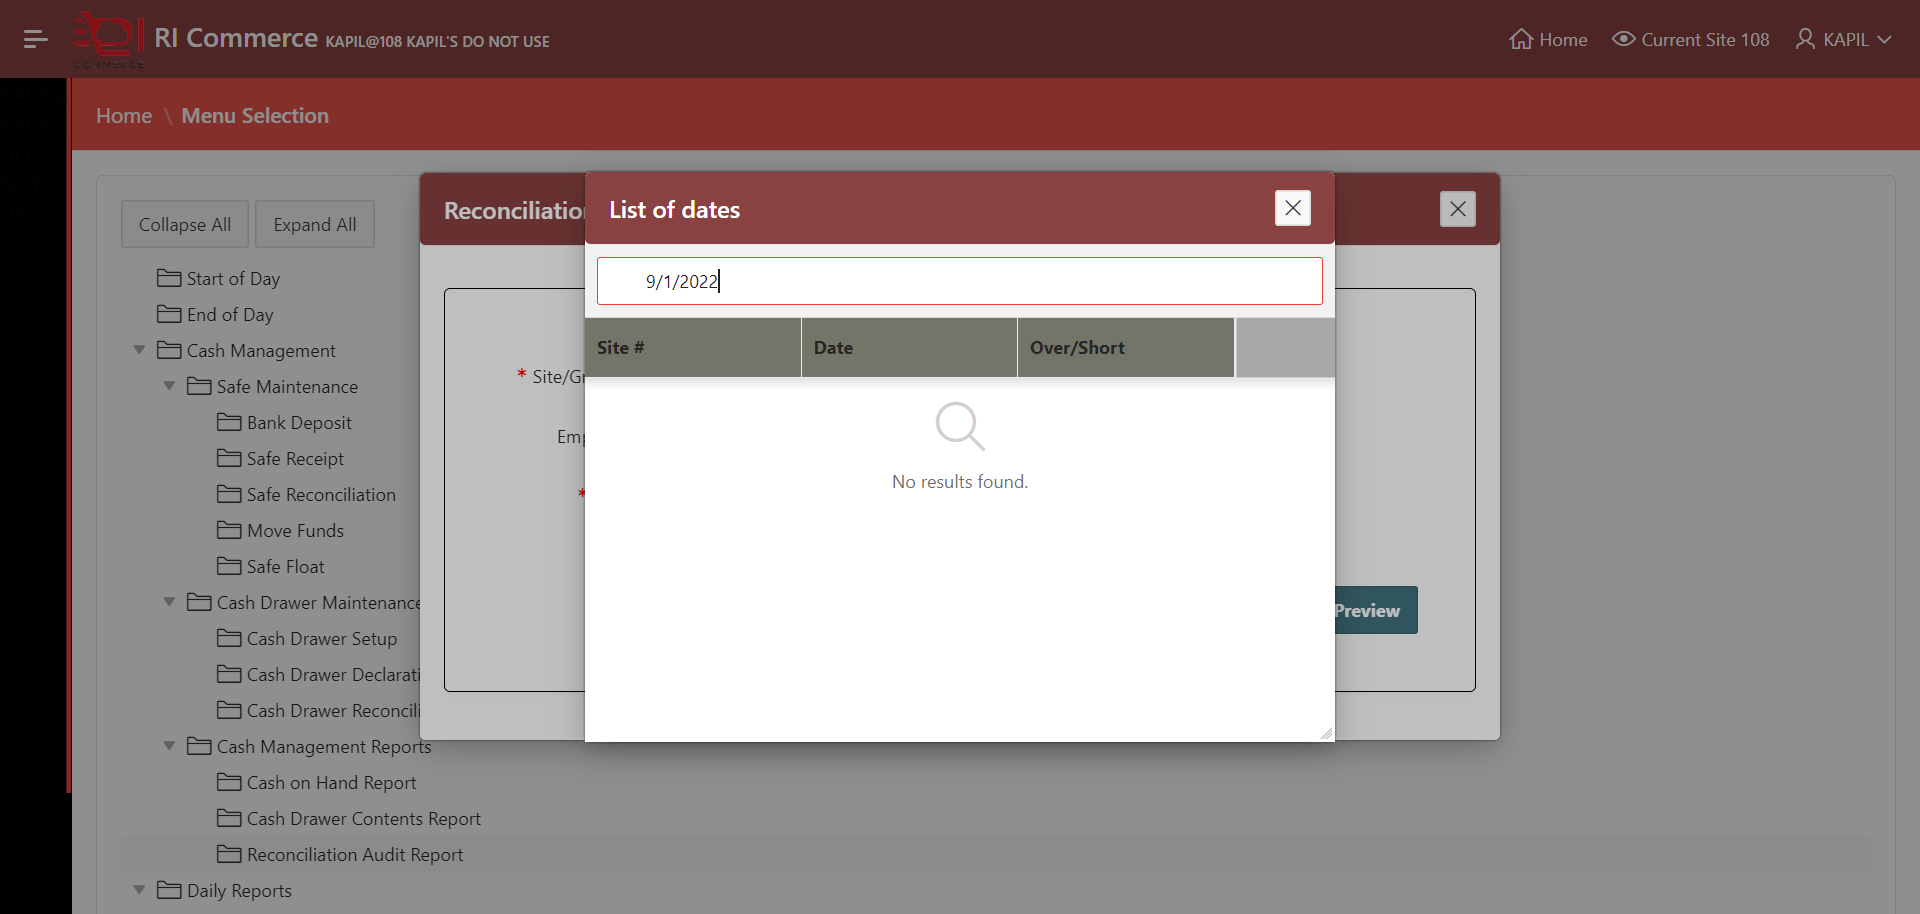 RI Commerce KAPIL@108 KAPIL'S DO NOT USE
Home
Current Site 108
KAPIL
COMMERCE
Home \ Menu Selection
Collapse All
Expand All
Start of Day
End of Day
Cash Management
Safe Maintenance
Bank Deposit
Safe Receipt
Safe Reconciliation
Move Funds
Safe Float
Cash Drawer Maintenance
Cash Drawer Setup
Cash Drawer Declarati
Cash Drawer Reconcili
Cash Management Reports
Cash on Hand Report
Cash Drawer Contents Report
Reconciliation Audit Report
Daily Reports
Reconciliation
* Site/Gr
Emp
*
Preview
List of dates
9/1/2022
Site #
Date
Over/Short
No results found.